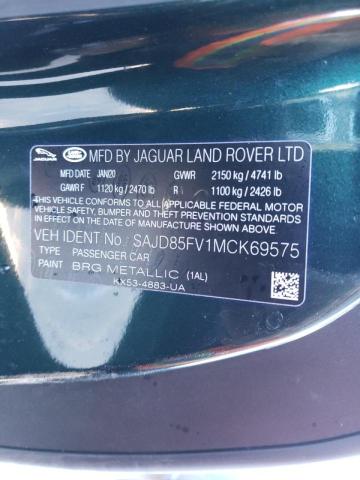 JAGUAR
LAND ROVER
MFD BY JAGUAR LAND ROVER LTD
MFD DATE JAN20 GVWR 2150 kg / 4741 lb
GAWR F 1120 kg / 2470 lb R 1100 kg / 2426 lb
THIS VEHICLE CONFORMS TO ALL APPLICABLE FEDERAL MOTOR
VEHICLE SAFETY, BUMPER AND THEFT PREVENTION STANDARDS
IN EFFECT ON THE DATE OF MANUFACTURE SHOWN ABOVE.
VEH IDENT No: SAJD85FV1MCK69575
TYPE PASSENGER CAR
PAINT BRG METALLIC (1AL)
KX53-4883-UA